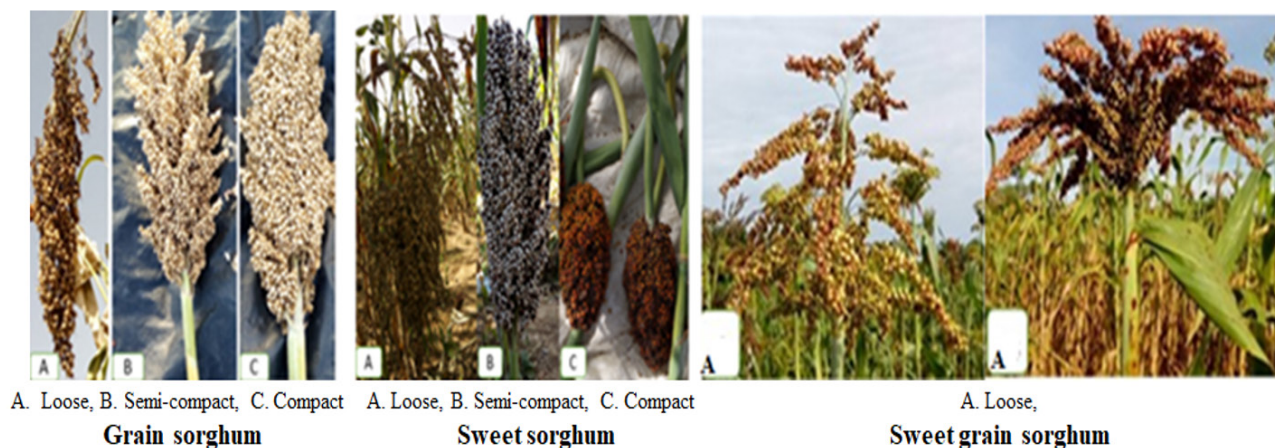 A
B
C
A
B
C
A
A
A. Loose, B. Semi-compact, C. Compact
Grain sorghum
A. Loose, B. Semi-compact, C. Compact
Sweet sorghum
A. Loose,
Sweet grain sorghum